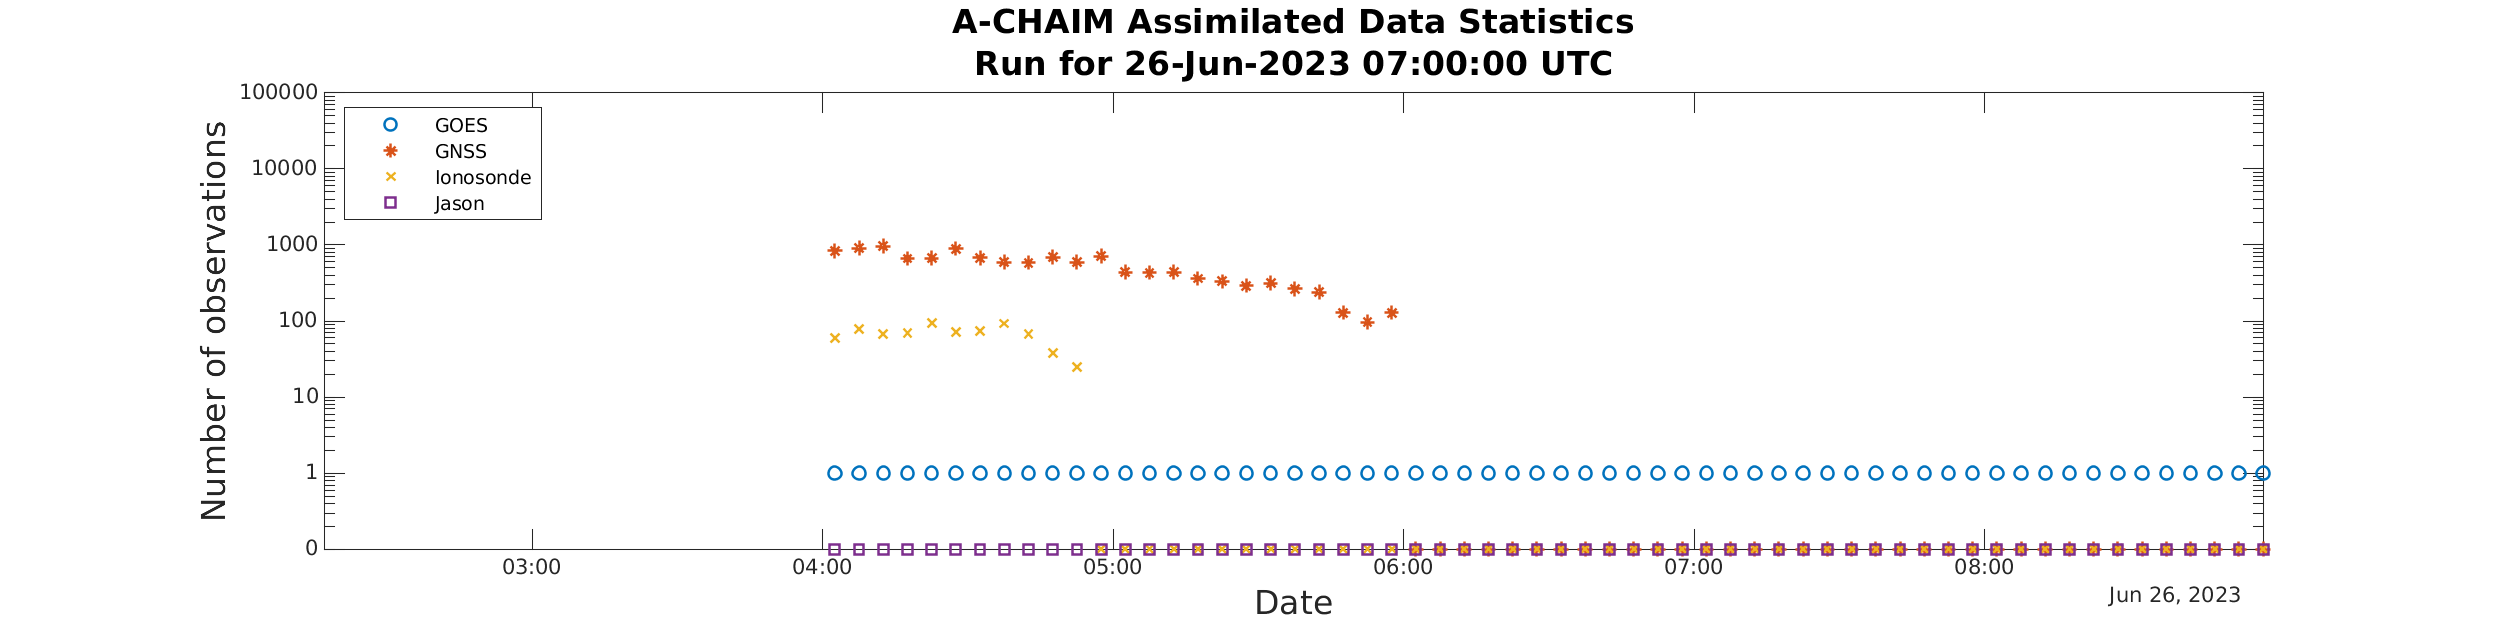 A-CHAIM Assimilated Data Statistics
Run for 26-Jun-2023 07:00:00 UTC
Number of observations
100000
10000
1000
100
10
1
0
GOES
GNSS
Ionosonde
Jason
03:00 04:00 05:00 06:00 07:00 08:00
Date
Jun 26, 2023